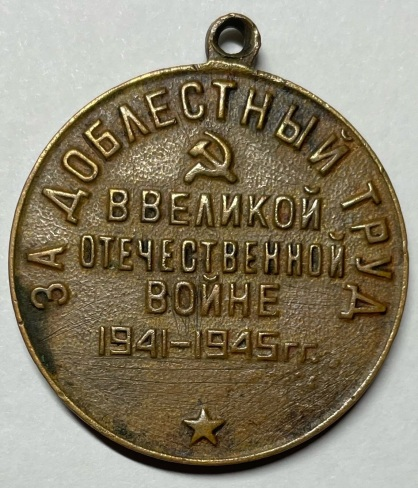 ЗА ДОБЛЕСТНЫЙ ТРУД
В ВЕЛИКОЙ
ОТЕЧЕСТВЕННОЙ
ВОЙНЕ
1941-1945гг.